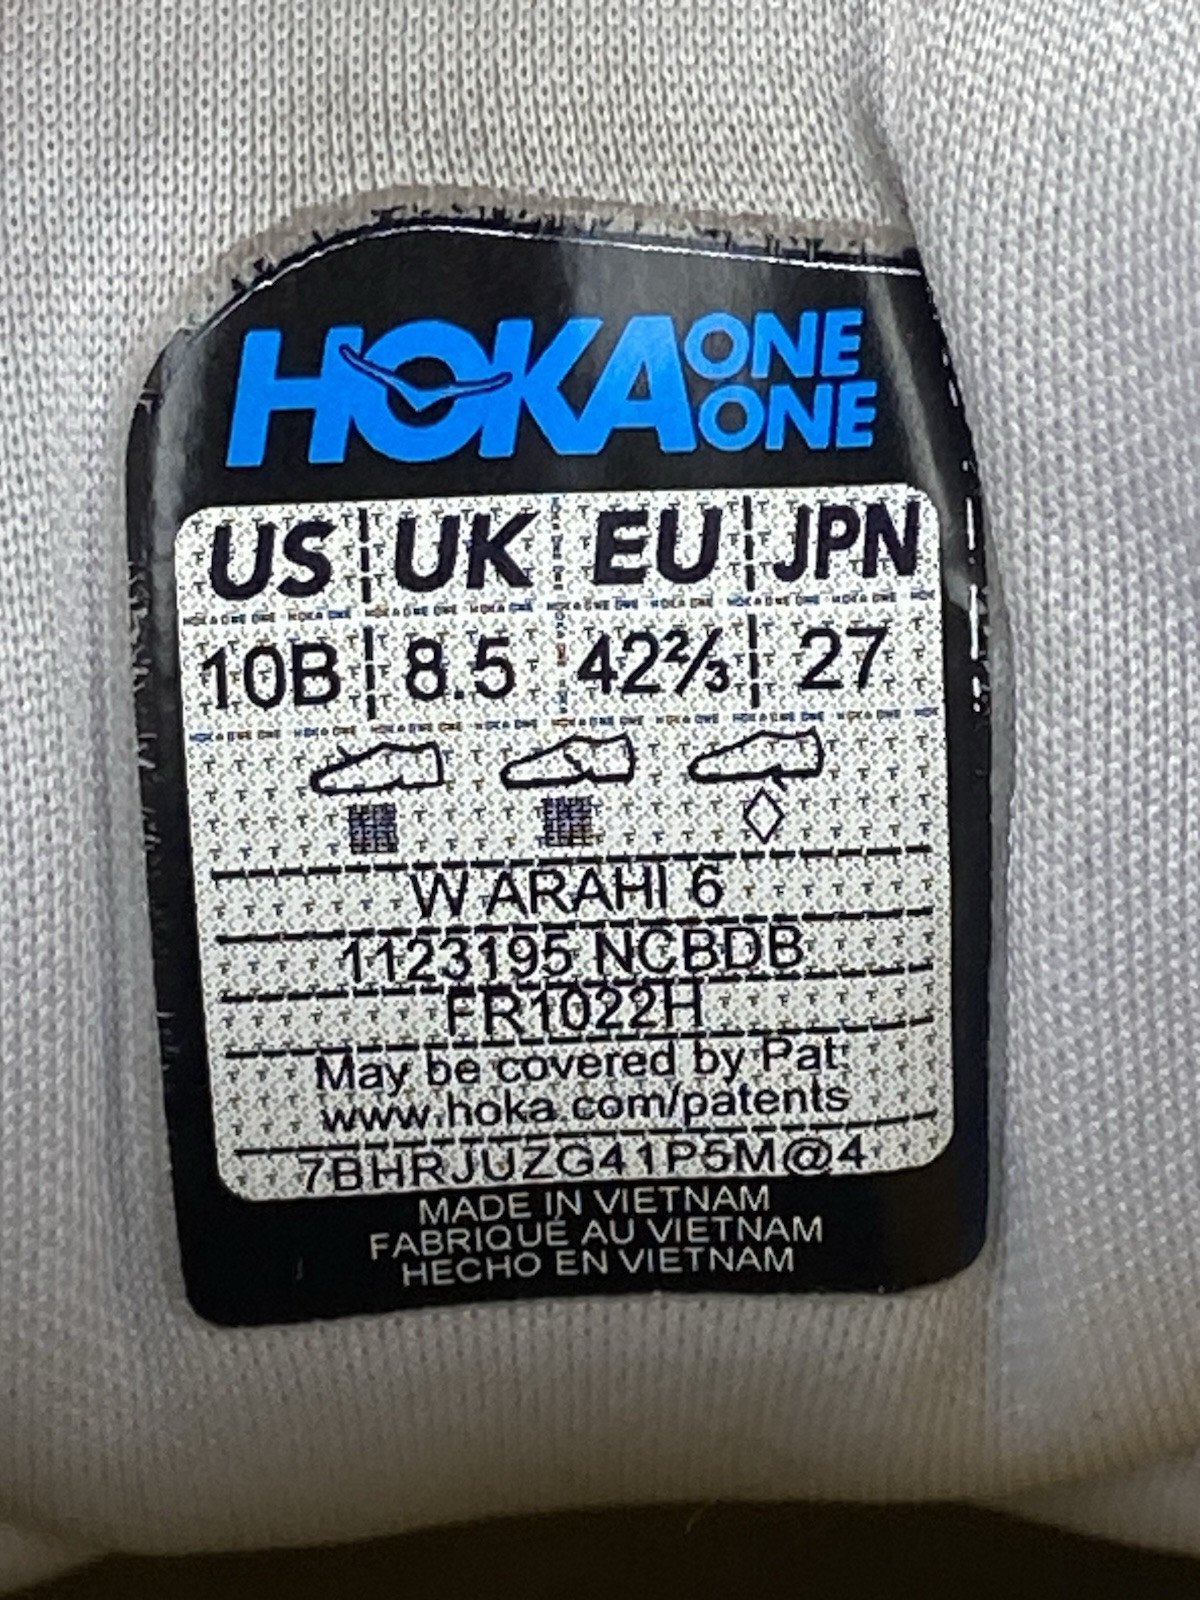 HOKA ONE ONE
US UK EU JPN
10B 8.5 42⅔ 27
W ARAHI 6
1123195 NCBDB
FR1022H
May be covered by Pat:
www.hoka.com/patents
7BHRJUZG41P5M@4
MADE IN VIETNAM
FABRIQUÉ AU VIETNAM
HECHO EN VIETNAM